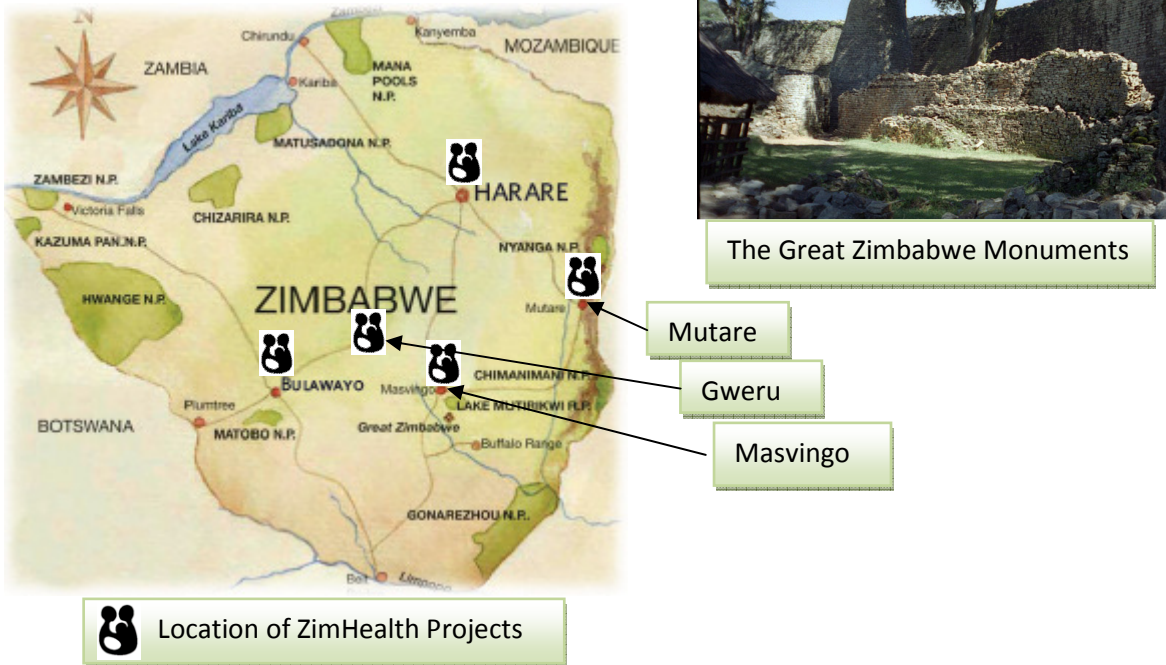 N
Zambezi
Kanyemba
Chirundu
MOZAMBIQUE
ZAMBIA
MANA
POOLS
N.P.
Kariba
Lake Kariba
MATUSADONA N.P.
ZAMBEZI N.P.
HARARE
Victoria Falls
CHIZARIRA N.P.
KAZUMA PAN.N.P.
NYANGA N.P.
HWANGE N.P.
ZIMBABWE
Mutare
BULAWAYO
Masvingo
CHIMANIMANI N.P.
Plumtree
LAKE MUTIRIKWI R.P.
BOTSWANA
MATOBO N.P.
Great Zimbabwe
Buffalo Range
GONAREZHOU N.P.
Limpopo
The Great Zimbabwe Monuments
Mutare
Gweru
Masvingo
Location of ZimHealth Projects